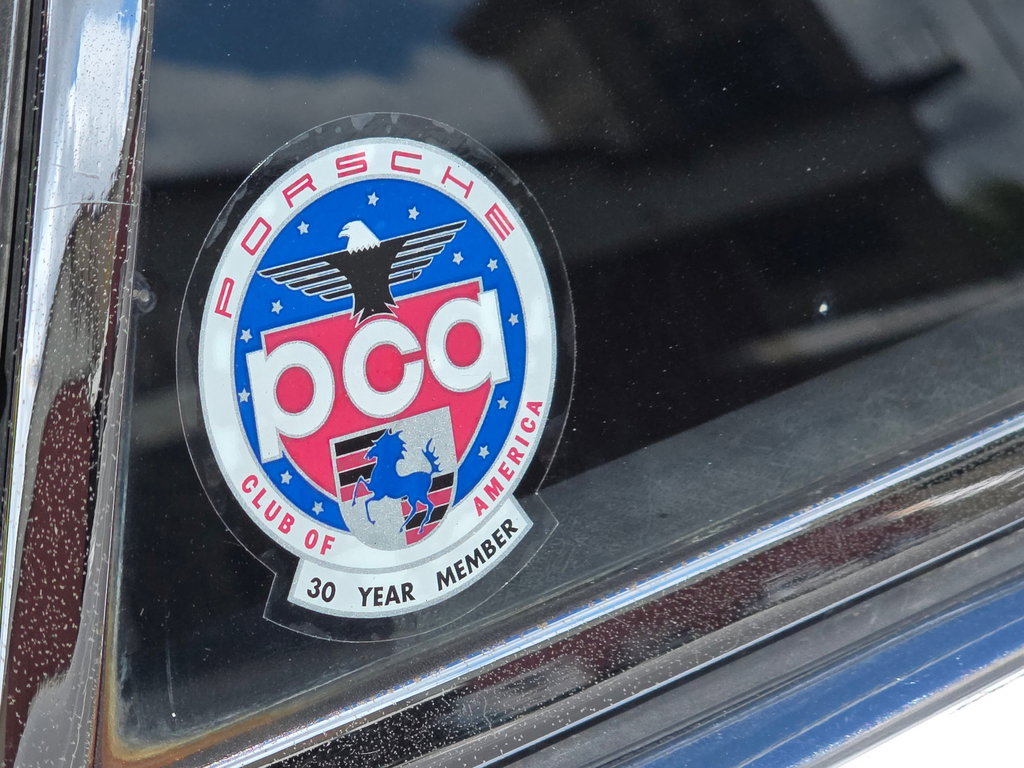 PORSCHE
pca
CLUB OF AMERICA
30 YEAR MEMBER